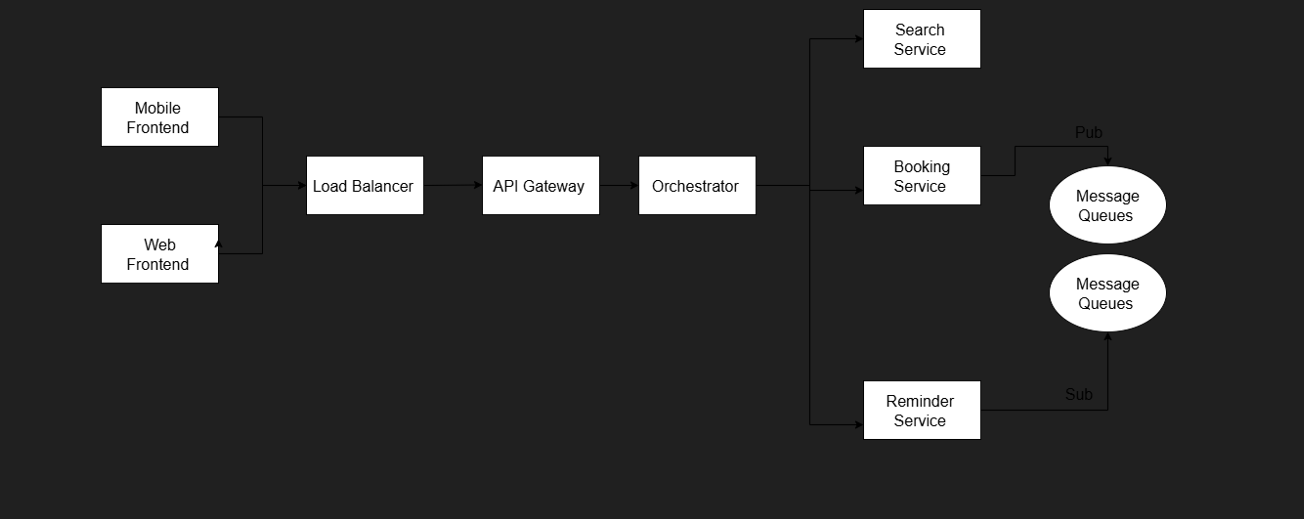 Search
Service
Mobile
Frontend
Load Balancer
API Gateway
Orchestrator
Booking
Service
Pub
Message
Queues
Web
Frontend
Message
Queues
Reminder
Service
Sub